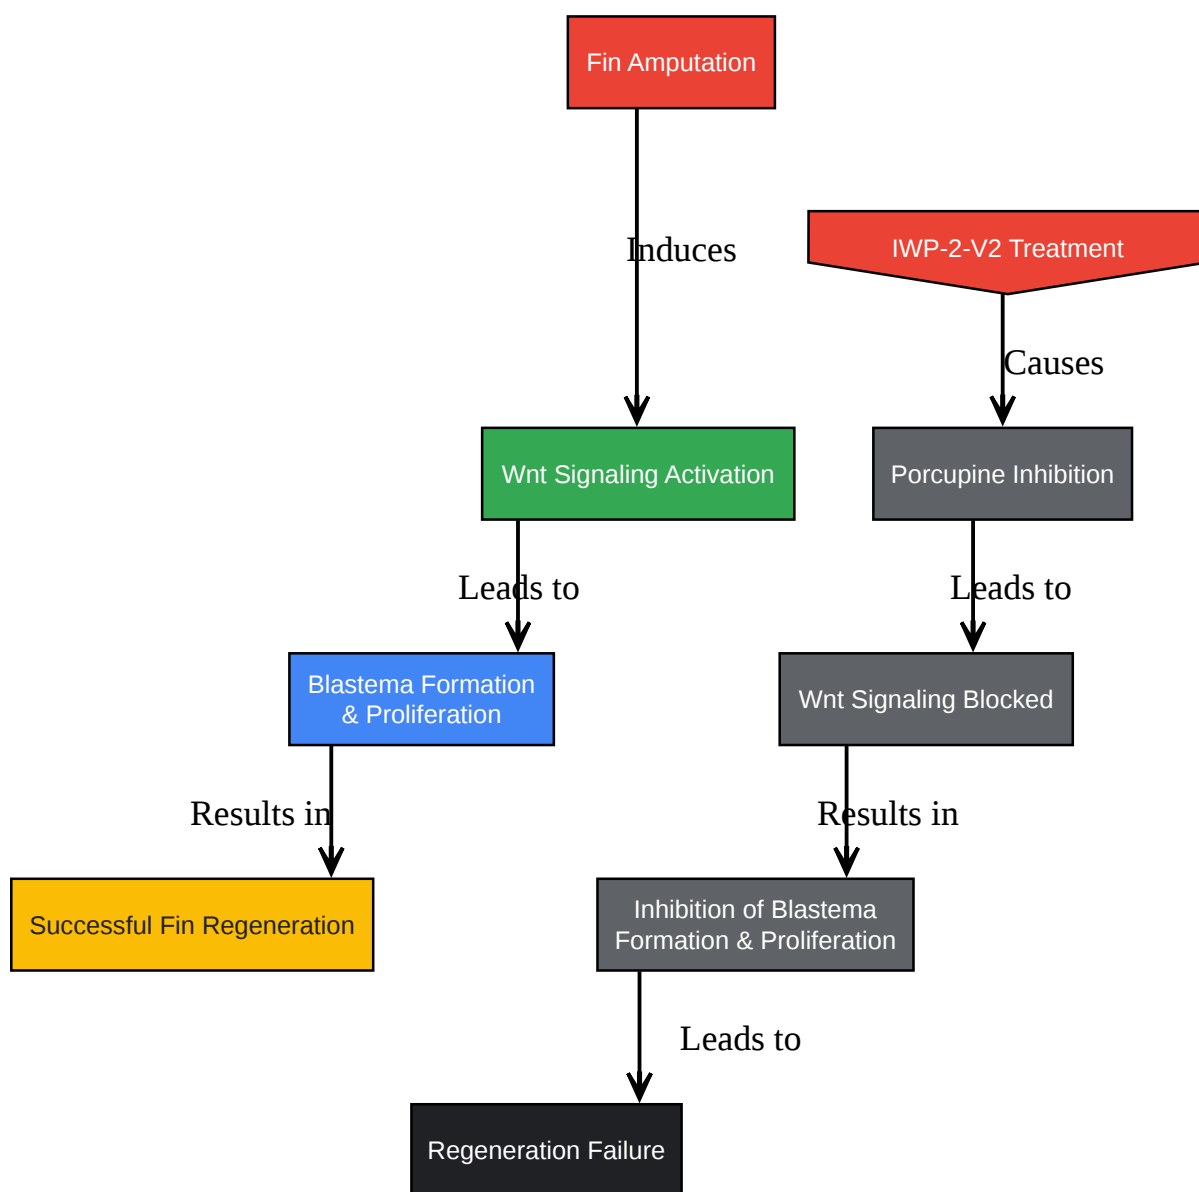 Fin Amputation
IWP-2-V2 Treatment
Induces
Causes
Wnt Signaling Activation
Porcupine Inhibition
Leads to
Leads to
Blastema Formation
& Proliferation
Wnt Signaling Blocked
Results in
Results in
Successful Fin Regeneration
Inhibition of Blastema
Formation & Proliferation
Leads to
Regeneration Failure